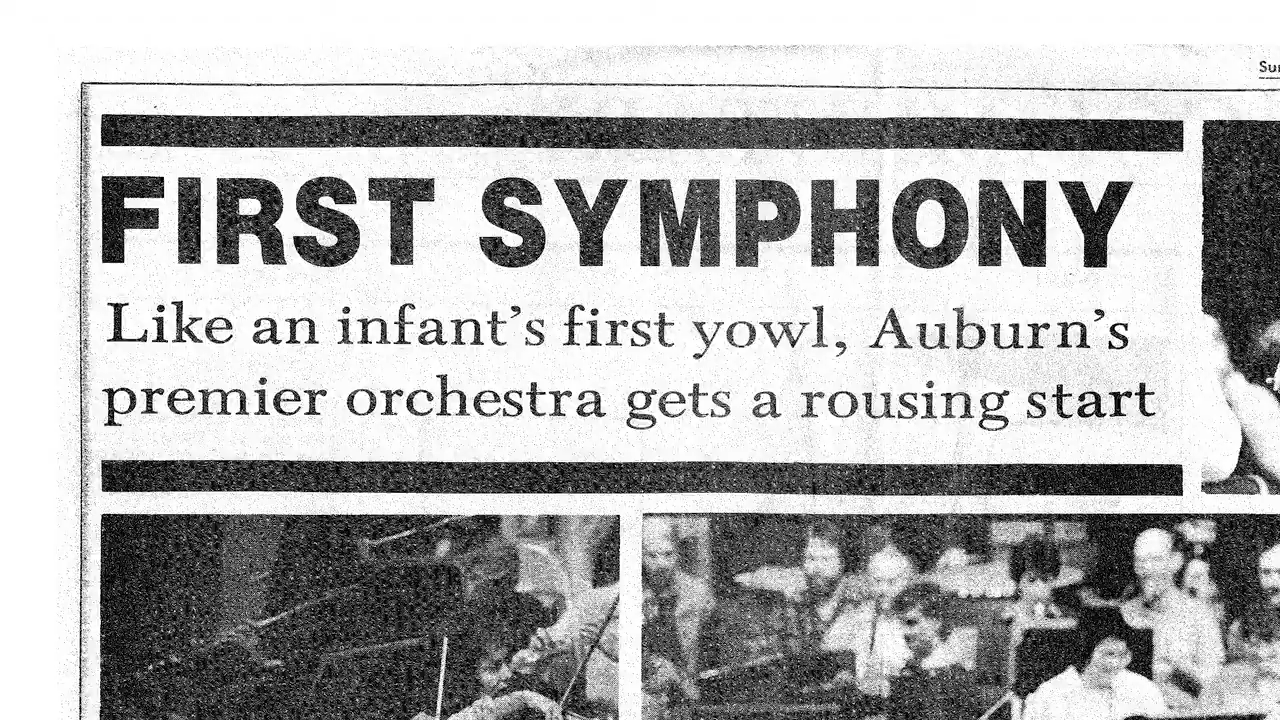 FIRST SYMPHONY
Like an infant's first yowl, Auburn's
premier orchestra gets a rousing start